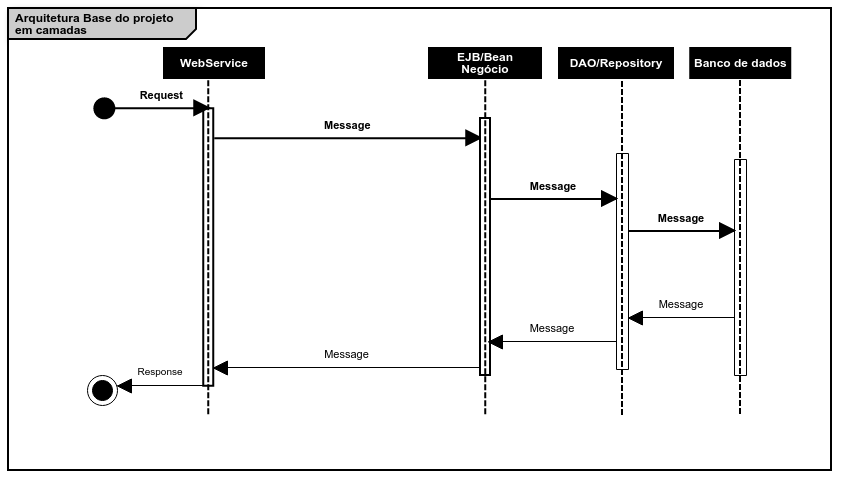 Arquitetura Base do projeto
em camadas
WebService
EJB/Bean
Negócio
DAO/Repository
Banco de dados
Request
Message
Message
Message
Message
Message
Message
Response